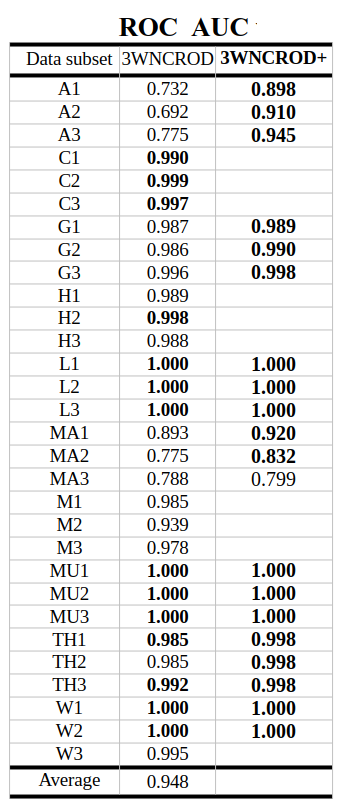 ROC AUC
Data subset 3WNCROD 3WNCROD+
A1 0.732 0.898
A2 0.692 0.910
A3 0.775 0.945
C1 0.990
C2 0.999
C3 0.997
G1 0.987 0.989
G2 0.986 0.990
G3 0.996 0.998
H1 0.989
H2 0.998
H3 0.988
L1 1.000 1.000
L2 1.000 1.000
L3 1.000 1.000
MA1 0.893 0.920
MA2 0.775 0.832
MA3 0.788 0.799
M1 0.985
M2 0.939
M3 0.978
MU1 1.000 1.000
MU2 1.000 1.000
MU3 1.000 1.000
TH1 0.985 0.998
TH2 0.985 0.998
TH3 0.992 0.998
W1 1.000 1.000
W2 1.000 1.000
W3 0.995
Average 0.948